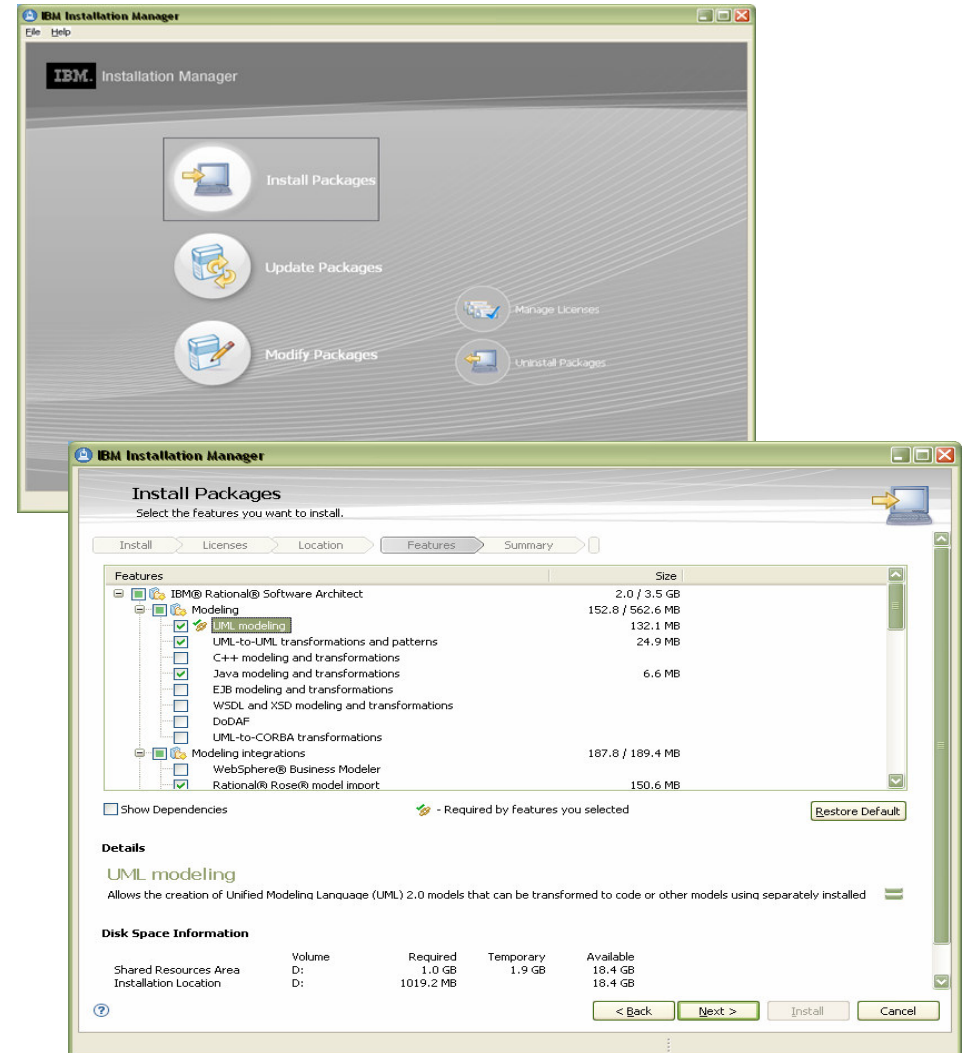 IBM Installation Manager
File Help
IBM. Installation Manager
Install Packages
Update Packages
Manage Licenses
Modify Packages
Uninstall Packages
IBM Installation Manager
Install Packages
Select the features you want to install.
Install Licenses Location Features Summary
Features Size
IBM® Rational® Software Architect 2.0 / 3.5 GB
Modeling 152.8 / 562.6 MB
UML modeling 132.1 MB
UML-to-UML transformations and patterns 24.9 MB
C++ modeling and transformations
Java modeling and transformations 6.6 MB
EJB modeling and transformations
WSDL and XSD modeling and transformations
DoDAF
UML-to-CORBA transformations
Modeling integrations 187.8 / 189.4 MB
WebSphere® Business Modeler
Rational® Rose® model import 150.6 MB
Show Dependencies - Required by features you selected Restore Default
Details
UML modeling
Allows the creation of Unified Modeling Language (UML) 2.0 models that can be transformed to code or other models using separately installed
Disk Space Information
Volume Required Temporary Available
Shared Resources Area D: 1.0 GB 1.9 GB 18.4 GB
Installation Location D: 1019.2 MB 18.4 GB
? < Back Next > Install Cancel